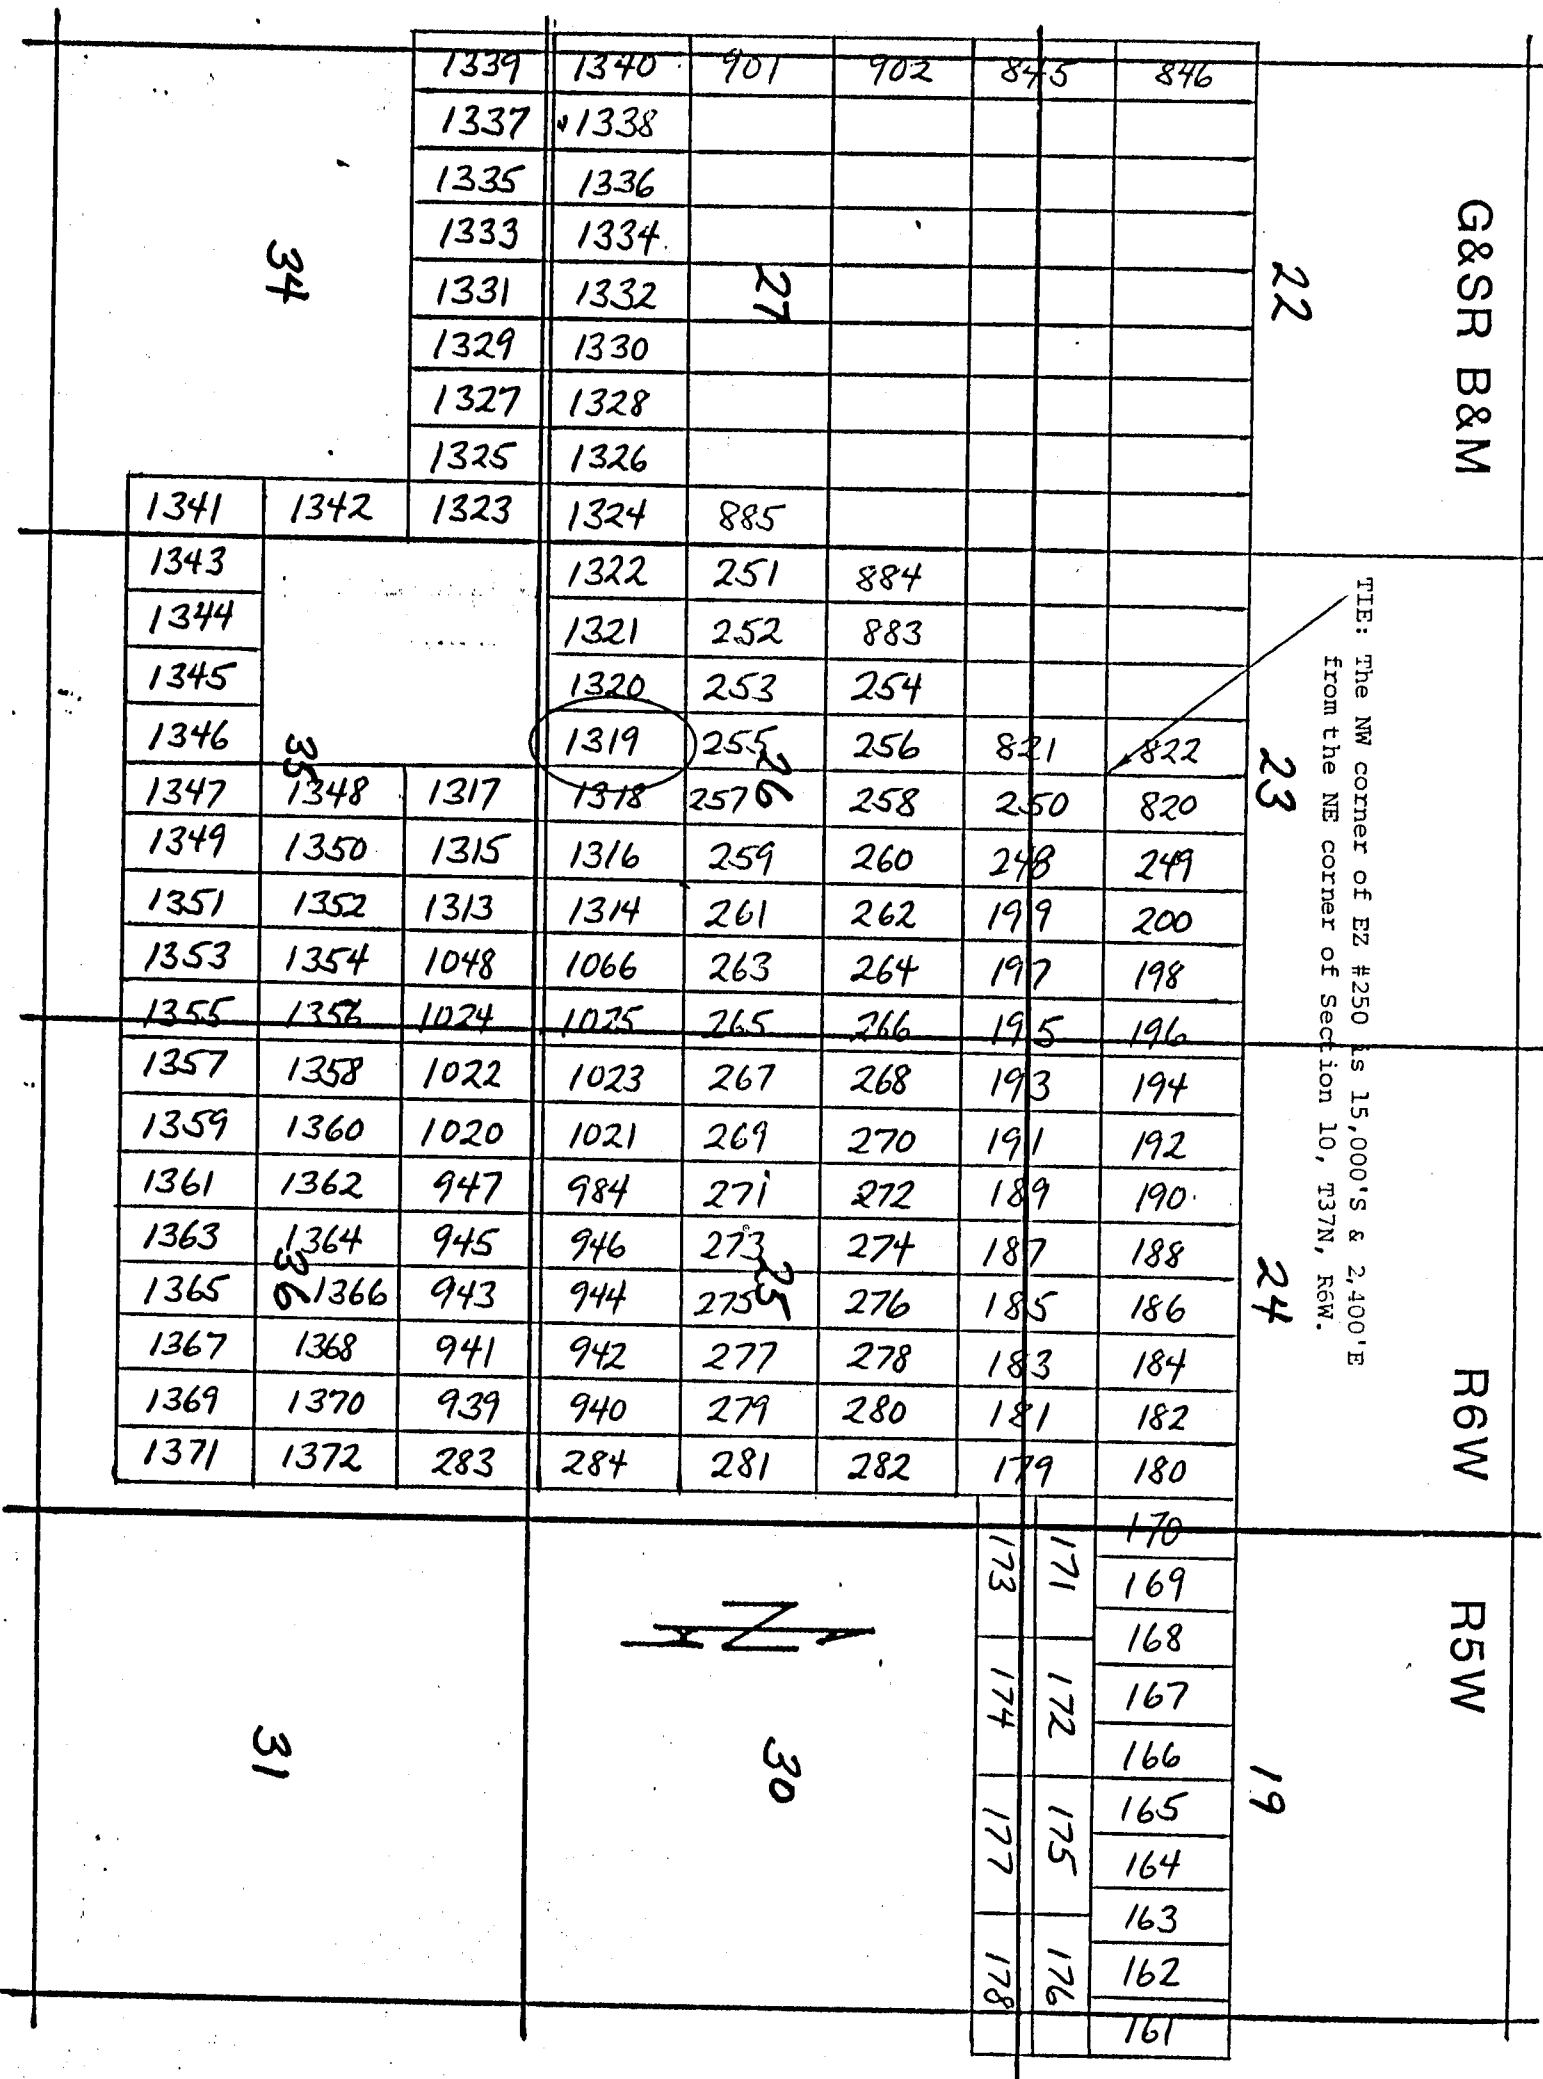 G&SR B&M R6W R5W
TIE: The NW corner of EZ #250 is 15,000'S & 2,400'E
from the NE corner of Section 10, T37N, R6W.
22 23 24 19
27 26 25 30
34 35 36 31
N
1339 1340 901 902 845 846
1337 1338
1335 1336
1333 1334
1331 1332
1329 1330
1327 1328
1325 1326
1341 1342 1323 1324 885
1343 1322 251 884
1344 1321 252 883
1345 1320 253 254
1346 1319 255 256 821 822
1347 1348 1317 1318 257 258 250 820
1349 1350 1315 1316 259 260 248 249
1351 1352 1313 1314 261 262 199 200
1353 1354 1048 1066 263 264 197 198
1355 1356 1024 1025 265 266 195 196
1357 1358 1022 1023 267 268 193 194
1359 1360 1020 1021 269 270 191 192
1361 1362 947 984 271 272 189 190
1363 1364 945 946 273 274 187 188
1365 1366 943 944 275 276 185 186
1367 1368 941 942 277 278 183 184
1369 1370 939 940 279 280 181 182
1371 1372 283 284 281 282 179 180
170
173 171 169
168
174 172 167
166
177 175 165
164
163
178 176 162
161